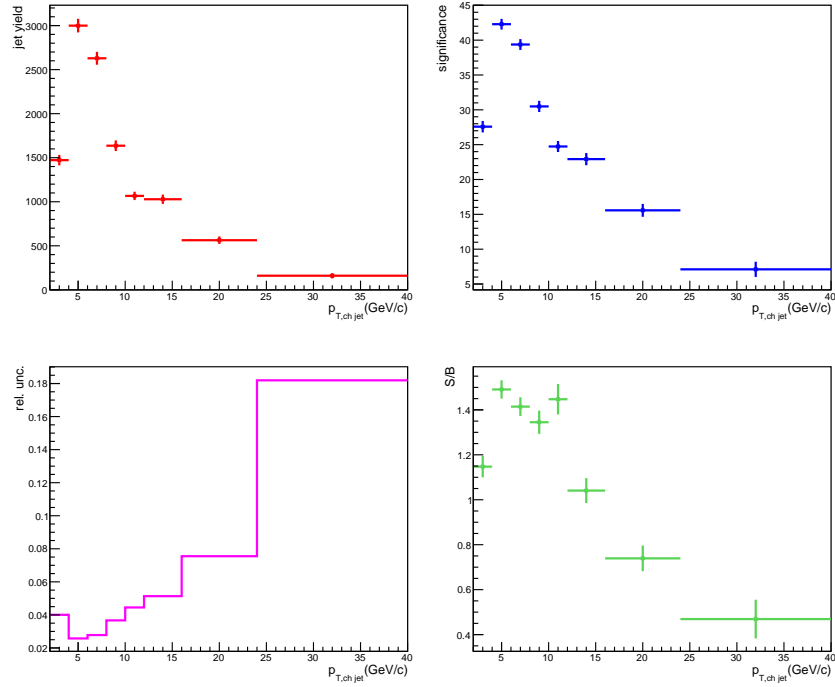 jet yield
3000
2500
2000
1500
1000
500
0
5 10 15 20 25 30 35 40
p_T,ch jet (GeV/c)
significance
45
40
35
30
25
20
15
10
5
5 10 15 20 25 30 35 40
p_T,ch jet (GeV/c)
rel. unc.
0.18
0.16
0.14
0.12
0.1
0.08
0.06
0.04
0.02
5 10 15 20 25 30 35 40
p_T,ch jet (GeV/c)
S/B
1.4
1.2
1
0.8
0.6
0.4
5 10 15 20 25 30 35 40
p_T,ch jet (GeV/c)